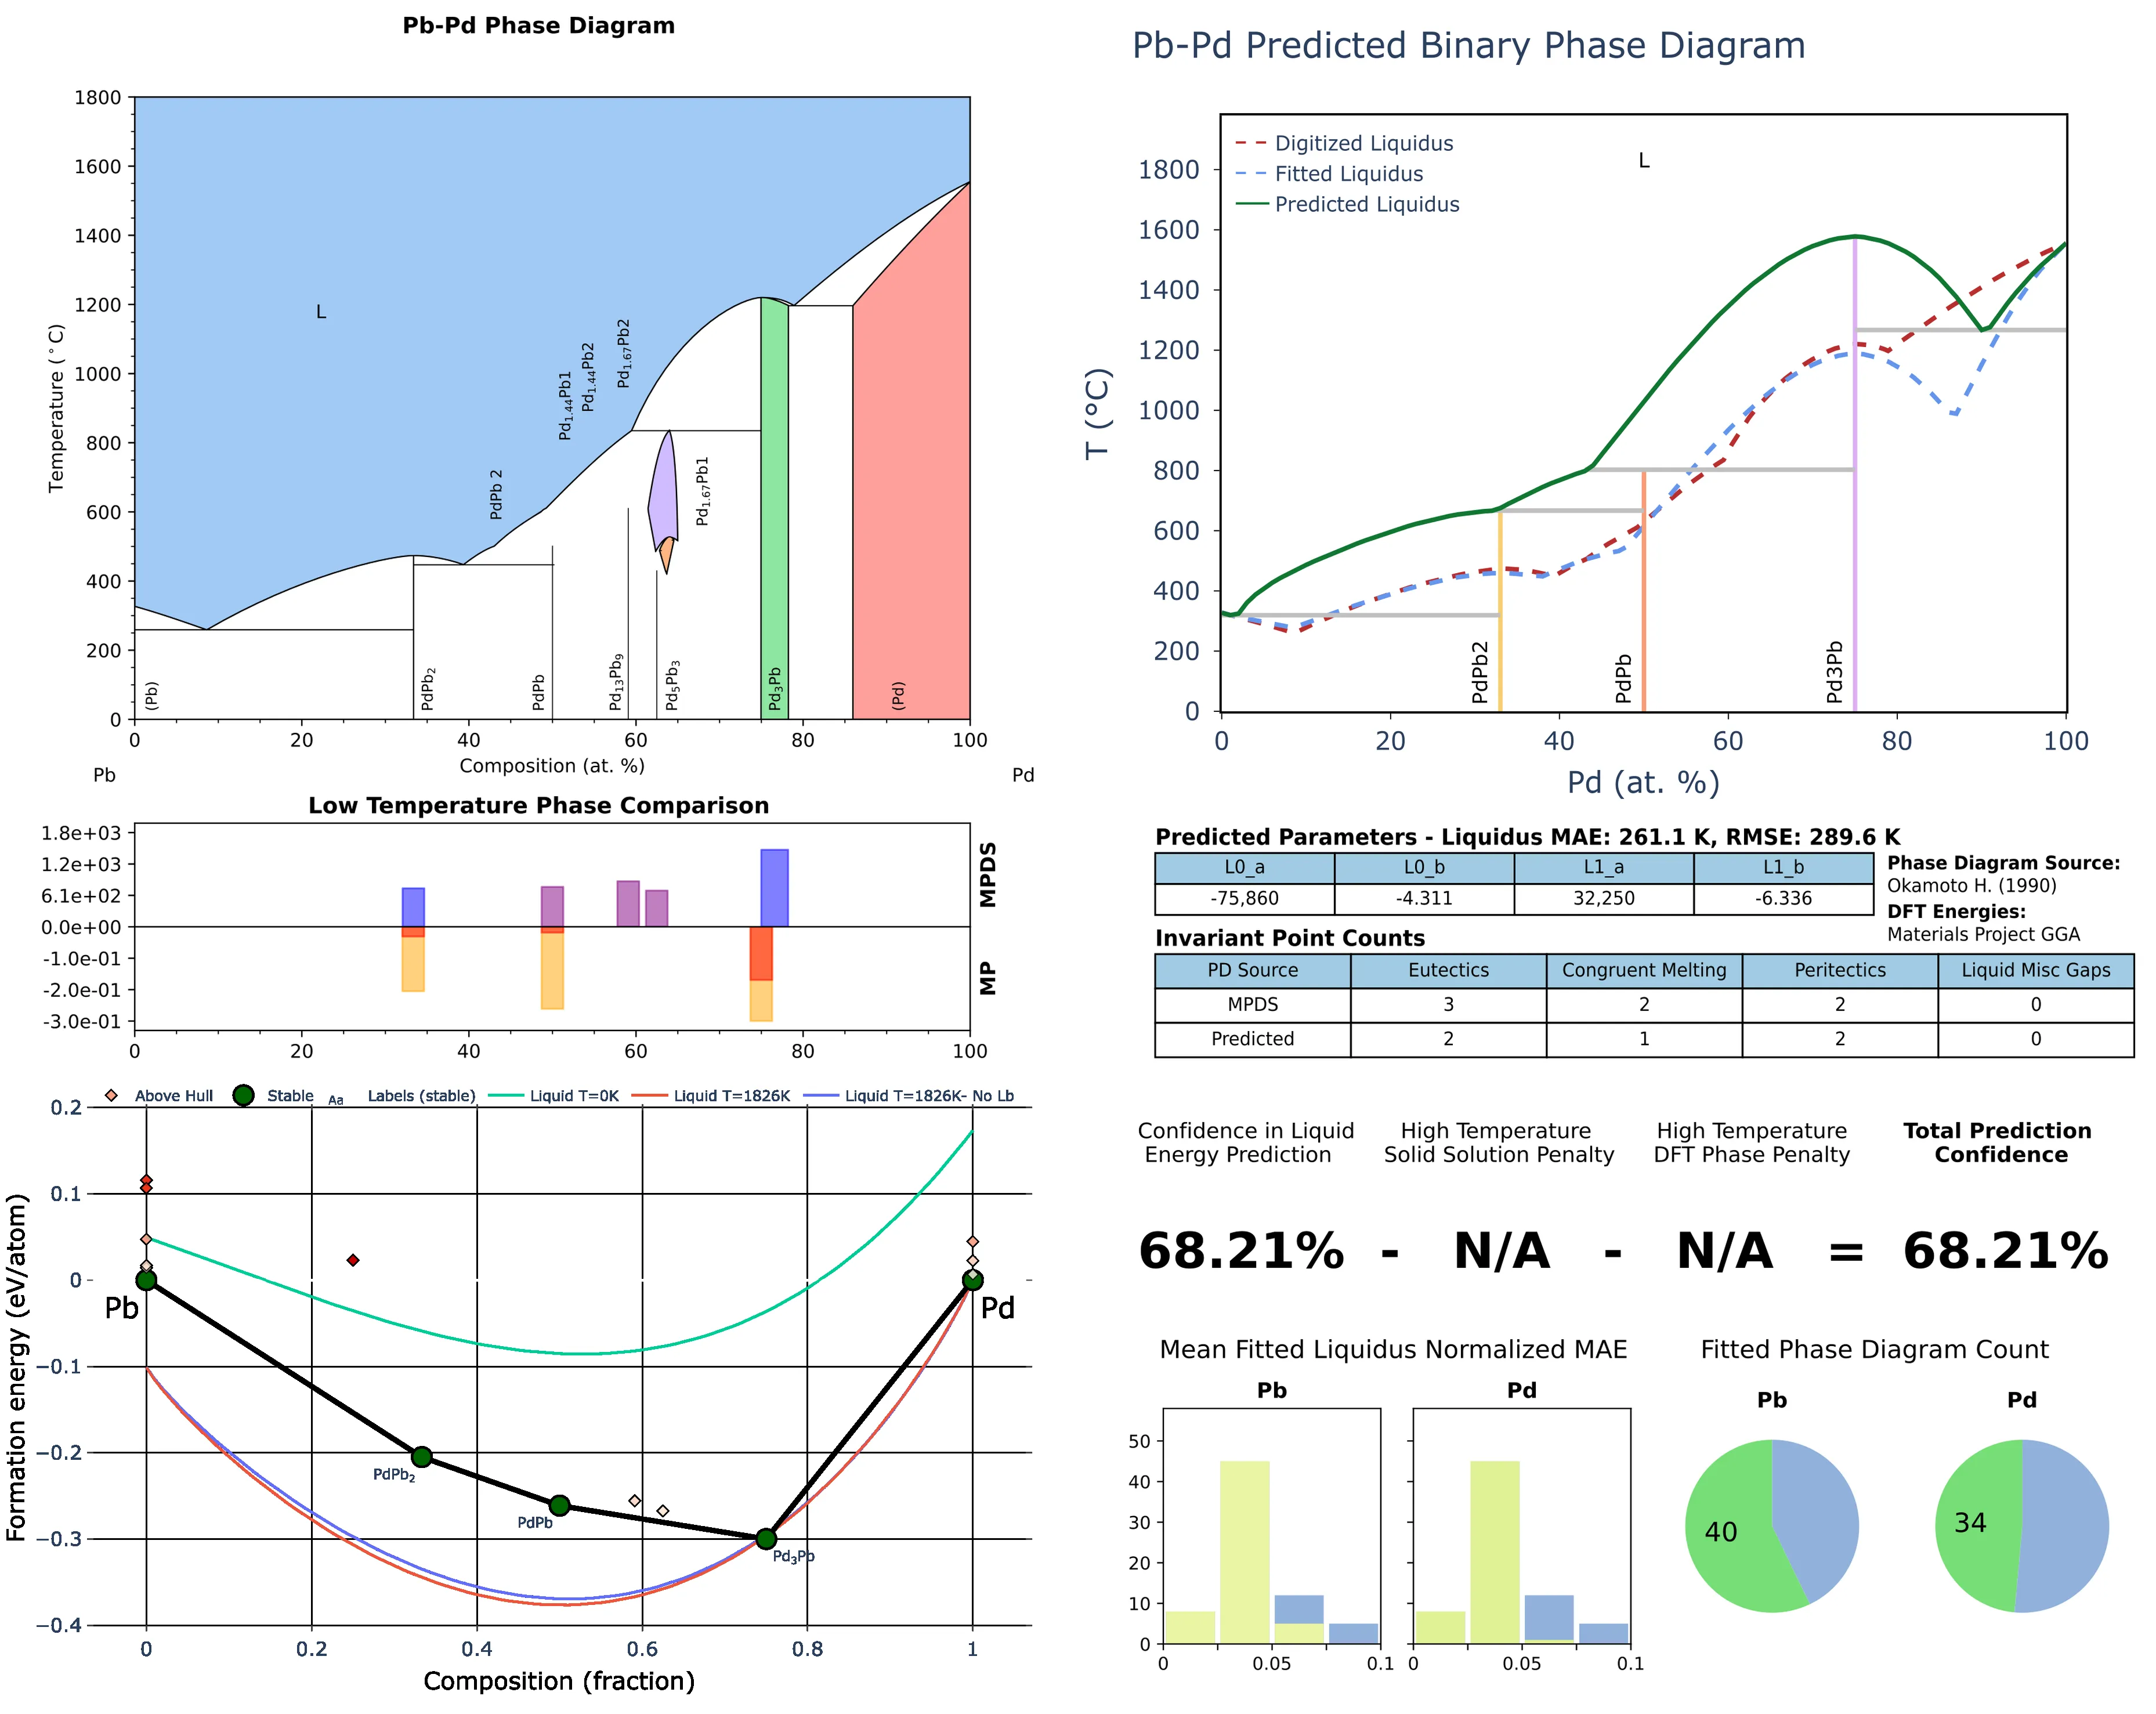 Pb-Pd Phase Diagram
1800
1600
1400
1200
1000
800
600
400
200
0
Temperature (°C)
L
PdPb 2
Pd1.44Pb1
Pd1.44Pb2
Pd1.67Pb2
Pd1.67Pb1
(Pb)
PdPb2
PdPb
Pd13Pb9
Pd5Pb3
Pd3Pb
(Pd)
0 20 40 60 80 100
Composition (at. %)
Pb Pd
Low Temperature Phase Comparison
1.8e+03
1.2e+03
6.1e+02
0.0e+00
-1.0e-01
-2.0e-01
-3.0e-01
MPDS
MP
0 20 40 60 80 100
Above Hull Stable Aa Labels (stable) Liquid T=0K Liquid T=1826K Liquid T=1826K- No Lb
0.2
0.1
0
−0.1
−0.2
−0.3
−0.4
Formation energy (eV/atom)
Pb
Pd
PdPb2
PdPb
Pd3Pb
0 0.2 0.4 0.6 0.8 1
Composition (fraction)
Pb-Pd Predicted Binary Phase Diagram
Digitized Liquidus
Fitted Liquidus
Predicted Liquidus
L
1800
1600
1400
1200
1000
800
600
400
200
0
T (°C)
PdPb2
PdPb
Pd3Pb
0 20 40 60 80 100
Pd (at. %)
Predicted Parameters - Liquidus MAE: 261.1 K, RMSE: 289.6 K
L0_a L0_b L1_a L1_b
-75,860 -4.311 32,250 -6.336
Phase Diagram Source:
Okamoto H. (1990)
DFT Energies:
Materials Project GGA
Invariant Point Counts
PD Source Eutectics Congruent Melting Peritectics Liquid Misc Gaps
MPDS 3 2 2 0
Predicted 2 1 2 0
Confidence in Liquid
Energy Prediction
High Temperature
Solid Solution Penalty
High Temperature
DFT Phase Penalty
Total Prediction
Confidence
68.21% - N/A - N/A = 68.21%
Mean Fitted Liquidus Normalized MAE
Pb Pd
50
40
30
20
10
0
0 0.05 0.1
0 0.05 0.1
Fitted Phase Diagram Count
Pb Pd
40 34